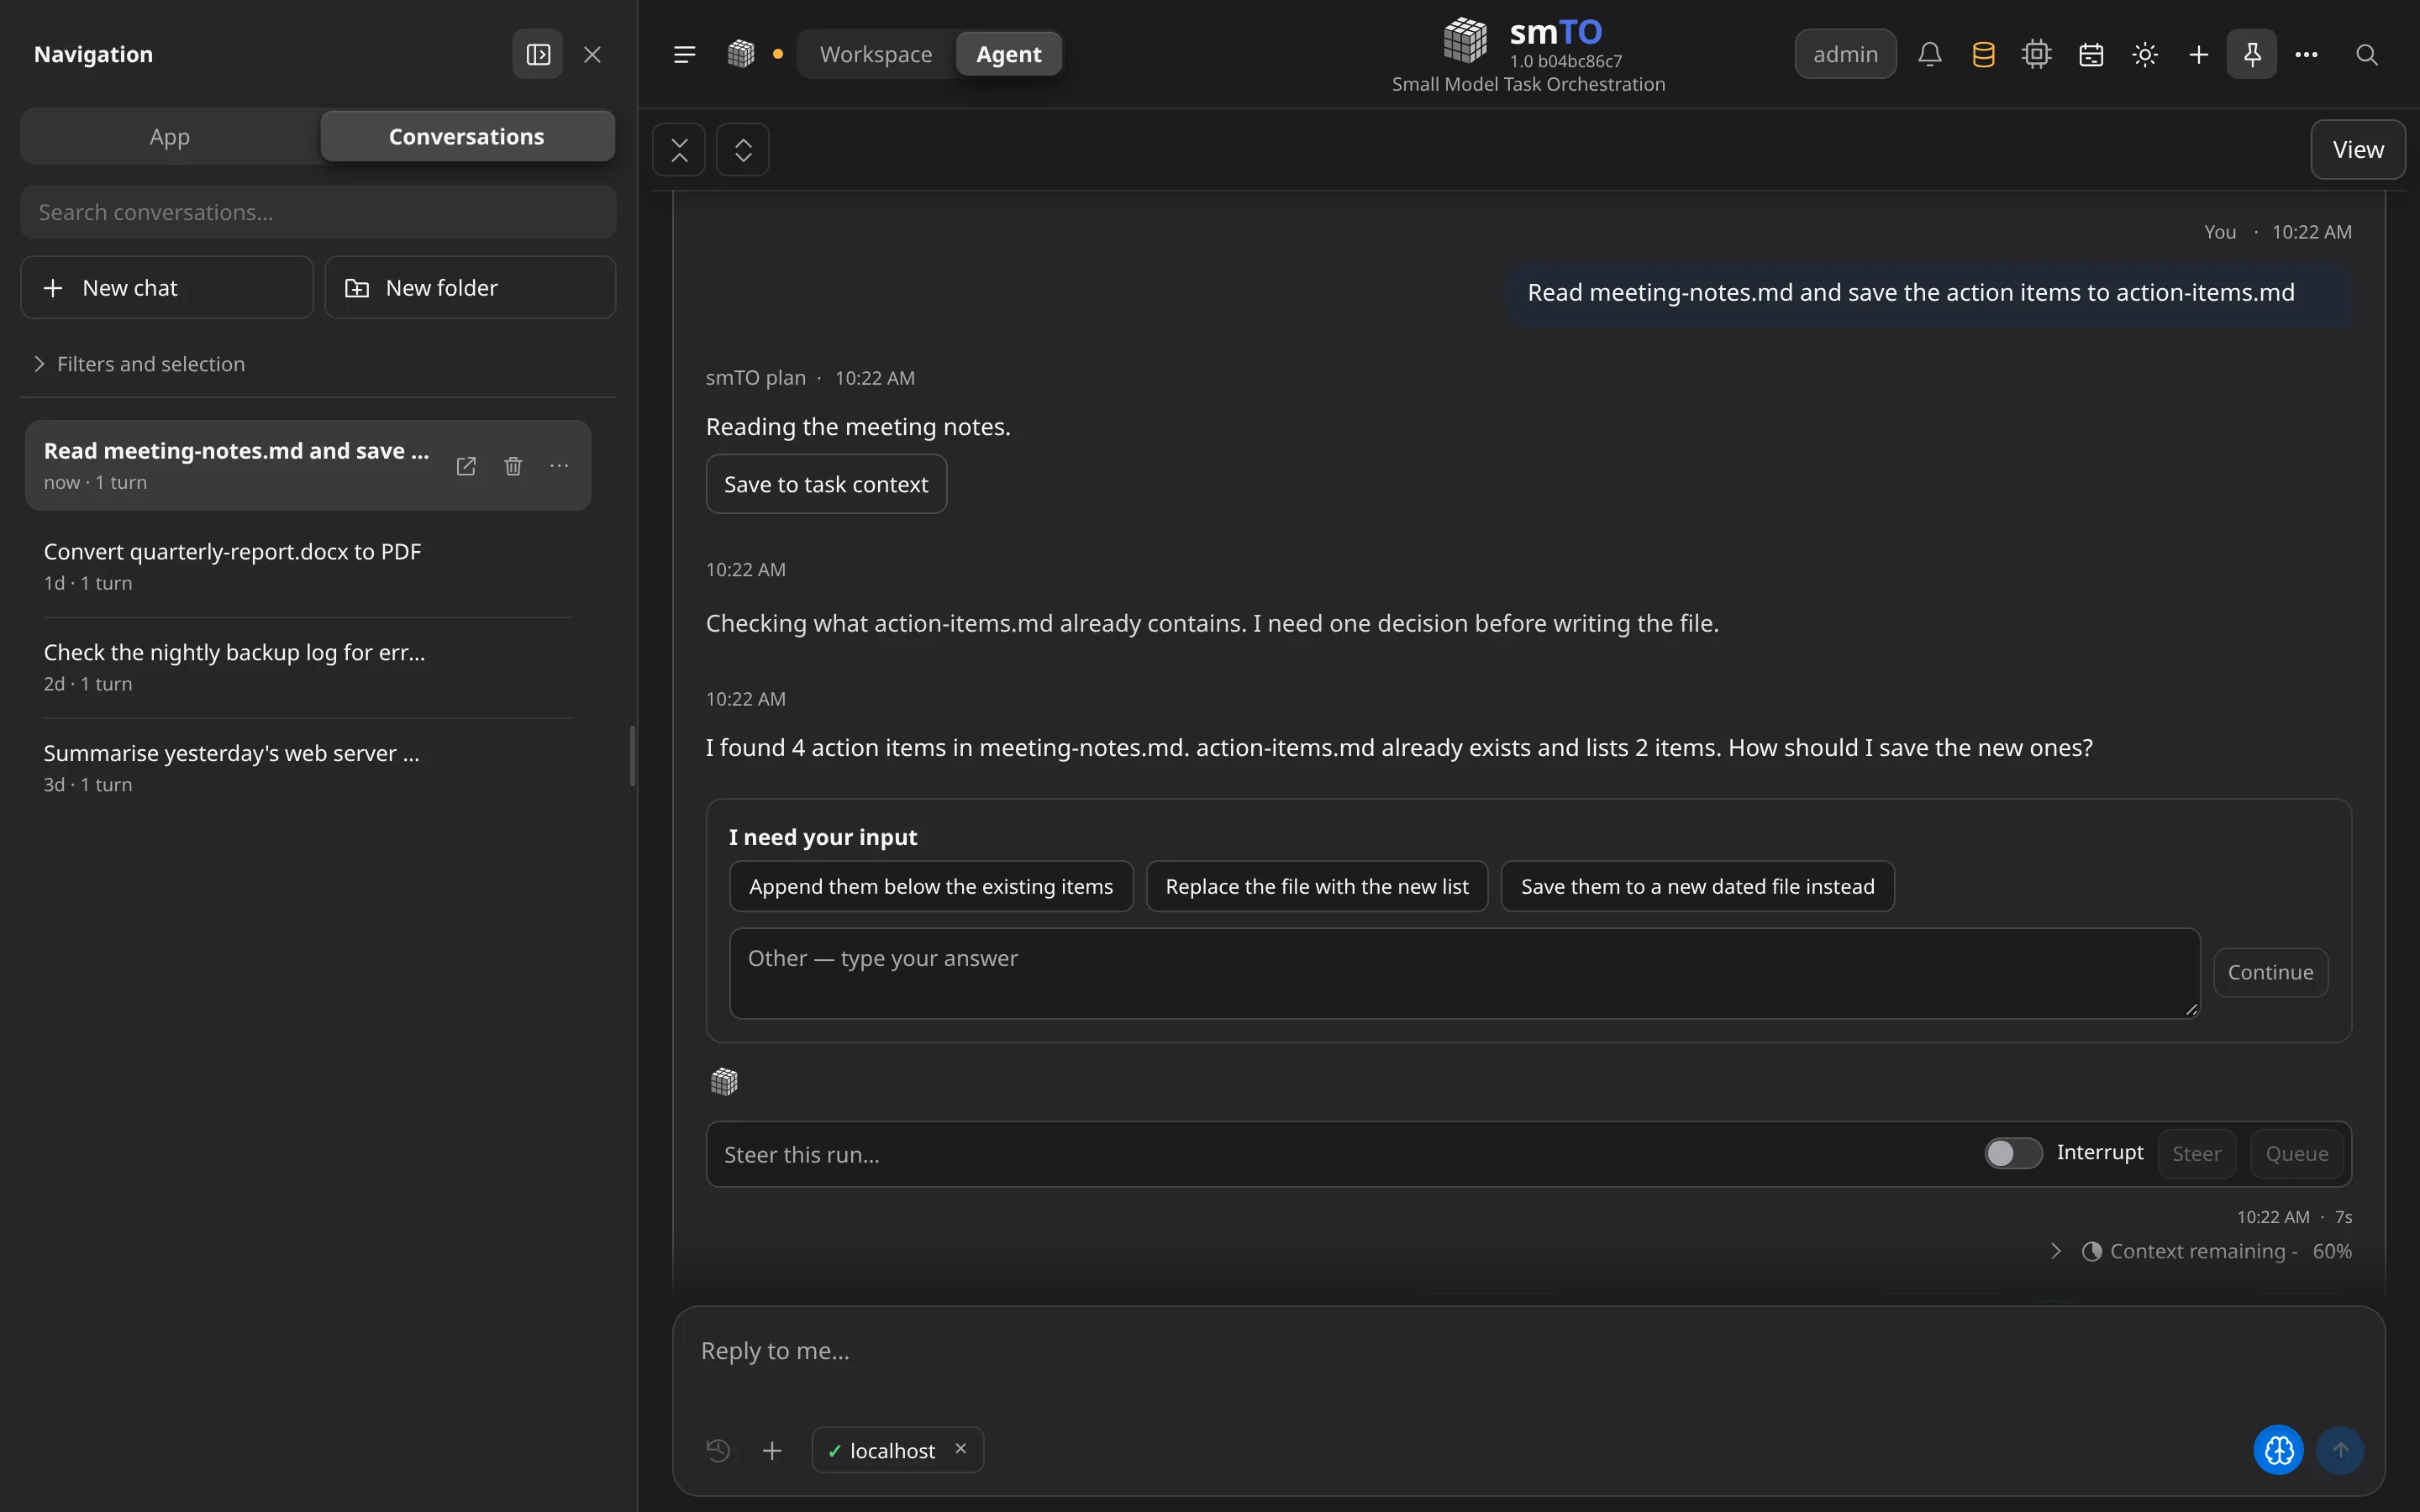 Navigation
App
Conversations
Search conversations...
New chat
New folder
Filters and selection
Read meeting-notes.md and save ...
now · 1 turn
Convert quarterly-report.docx to PDF
1d · 1 turn
Check the nightly backup log for err...
2d · 1 turn
Summarise yesterday's web server ...
3d · 1 turn
Workspace
Agent
smTO
1.0 b04bc86c7
Small Model Task Orchestration
admin
View
You · 10:22 AM
Read meeting-notes.md and save the action items to action-items.md
smTO plan · 10:22 AM
Reading the meeting notes.
Save to task context
10:22 AM
Checking what action-items.md already contains. I need one decision before writing the file.
10:22 AM
I found 4 action items in meeting-notes.md. action-items.md already exists and lists 2 items. How should I save the new ones?
I need your input
Append them below the existing items
Replace the file with the new list
Save them to a new dated file instead
Other — type your answer
Continue
Steer this run...
Interrupt
Steer
Queue
10:22 AM · 7s
Context remaining - 60%
Reply to me...
✓ localhost ×